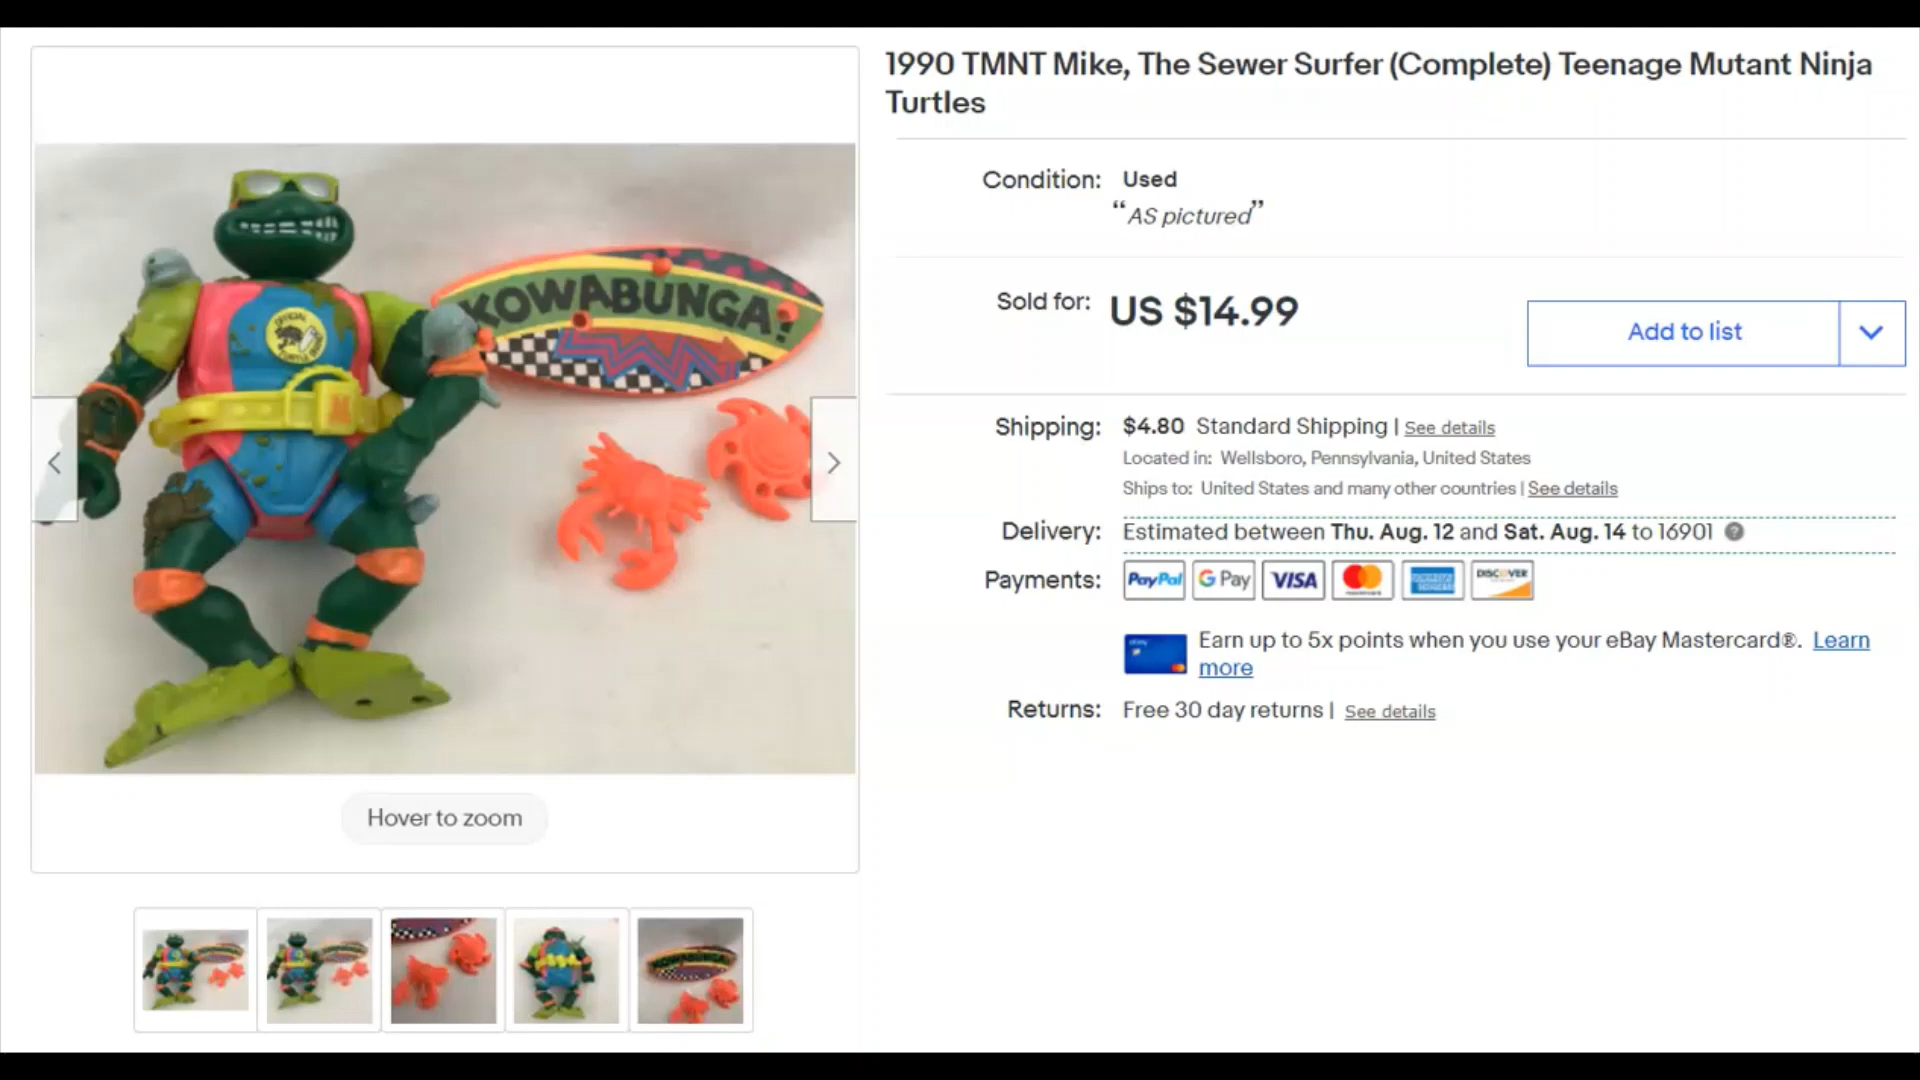 1990 TMNT Mike, The Sewer Surfer (Complete) Teenage Mutant Ninja
Turtles
Condition: Used
“AS pictured”
Sold for: US $14.99
Add to list
Shipping: $4.80 Standard Shipping | See details
Located in: Wellsboro, Pennsylvania, United States
Ships to: United States and many other countries | See details
Delivery: Estimated between Thu. Aug. 12 and Sat. Aug. 14 to 16901
Payments: PayPal G Pay VISA DISCOVER
Earn up to 5x points when you use your eBay Mastercard®. Learn
more
Returns: Free 30 day returns | See details
KOWABUNGA!
OFFICIAL
M
Hover to zoom
KOWABUNGA!